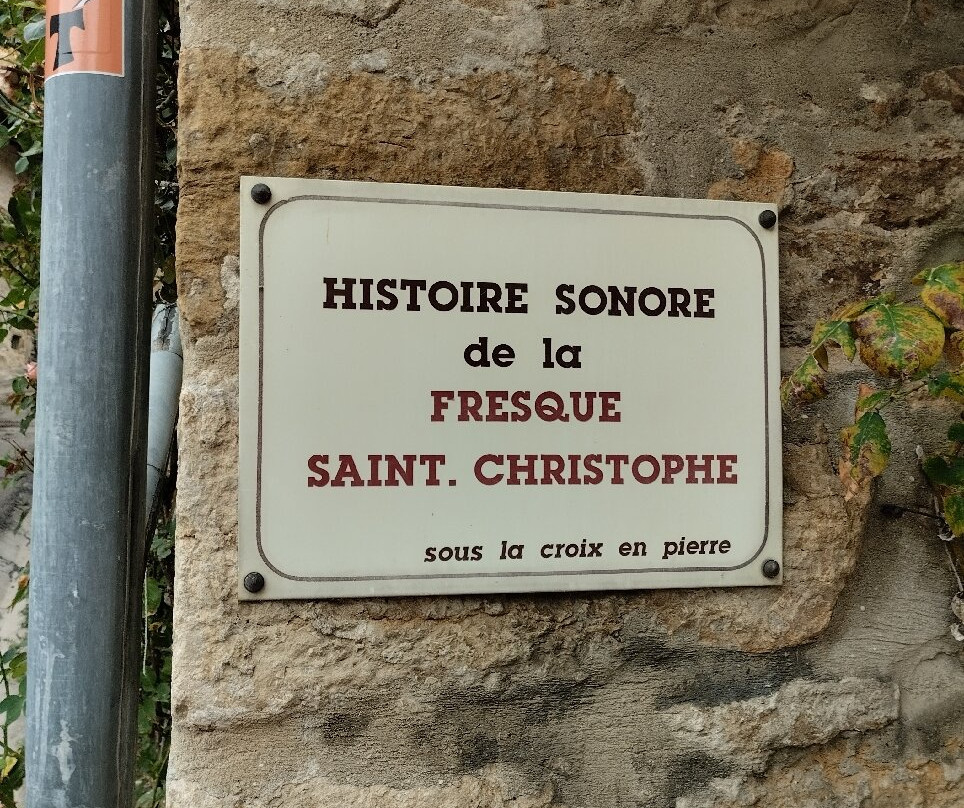 HISTOIRE SONORE
de la
FRESQUE
SAINT. CHRISTOPHE
sous la croix en pierre